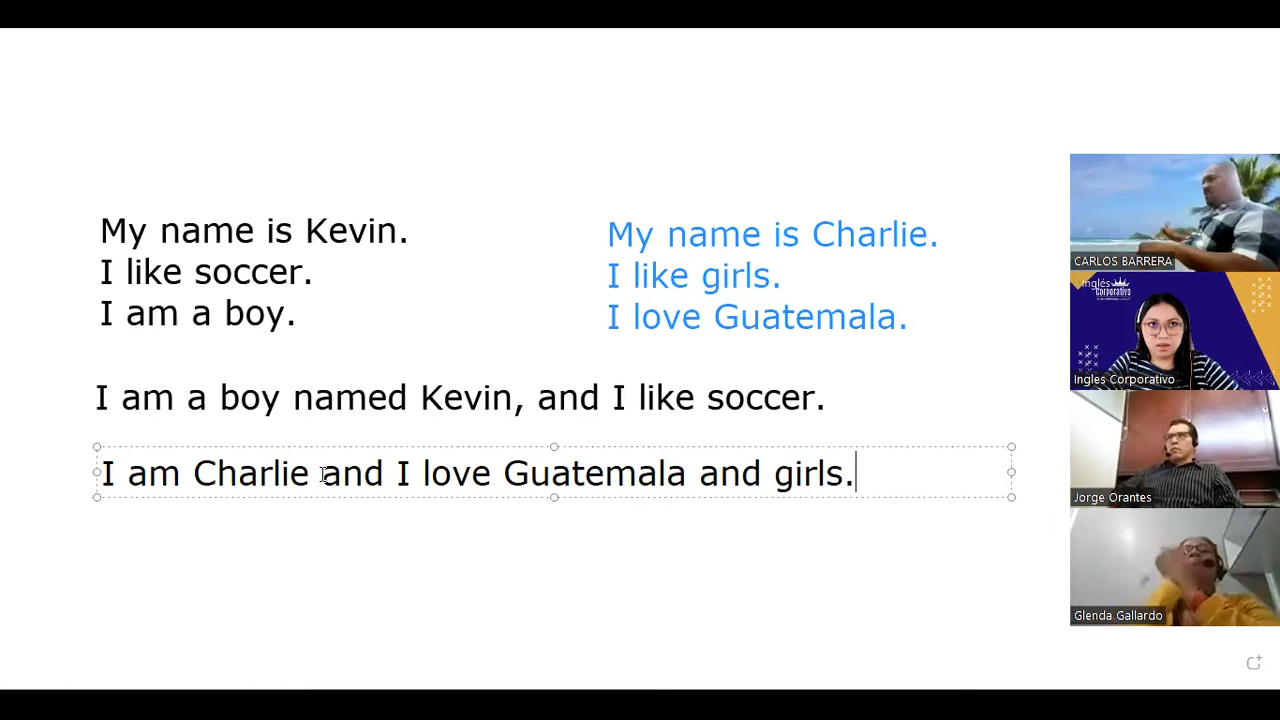 My name is Kevin.
I like soccer.
I am a boy.
My name is Charlie.
I like girls.
I love Guatemala.
I am a boy named Kevin, and I like soccer.
I am Charlie and I love Guatemala and girls.
CARLOS BARRERA
Inglés
Corporativo
Ingles Corporativo
Jorge Orantes
Glenda Gallardo